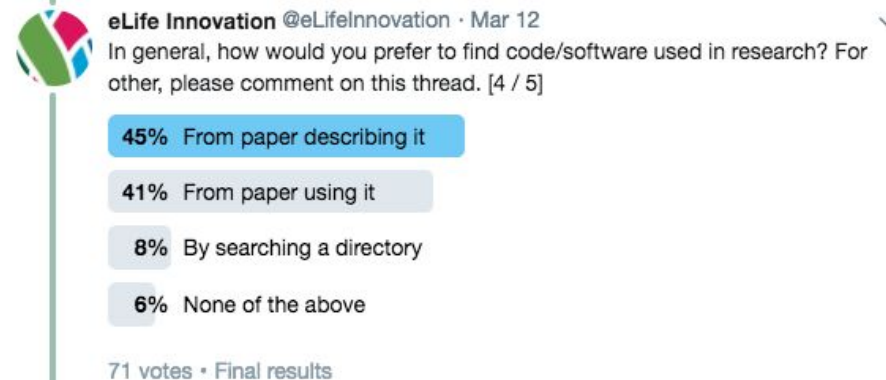 eLife Innovation @eLifeInnovation · Mar 12
In general, how would you prefer to find code/software used in research? For
other, please comment on this thread. [4 / 5]
45% From paper describing it
41% From paper using it
8% By searching a directory
6% None of the above
71 votes • Final results